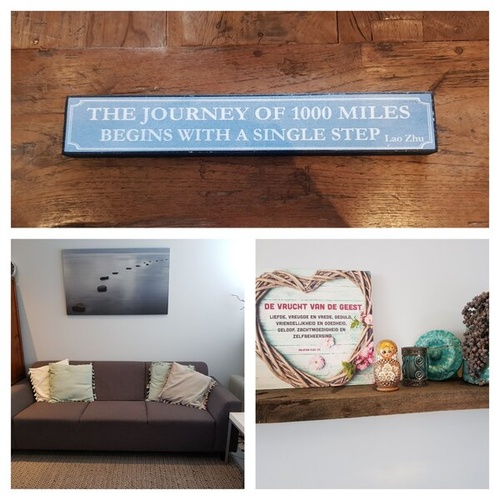 THE JOURNEY OF 1000 MILES
BEGINS WITH A SINGLE STEP Lao Zhu
DE VRUCHT VAN DE GEEST
LIEFDE, VREUGDE EN VREDE, GEDULD,
VRIENDELIJKHEID EN GOEDHEID,
GELOOF, ZACHTMOEDIGHEID EN
ZELFBEHEERSING.